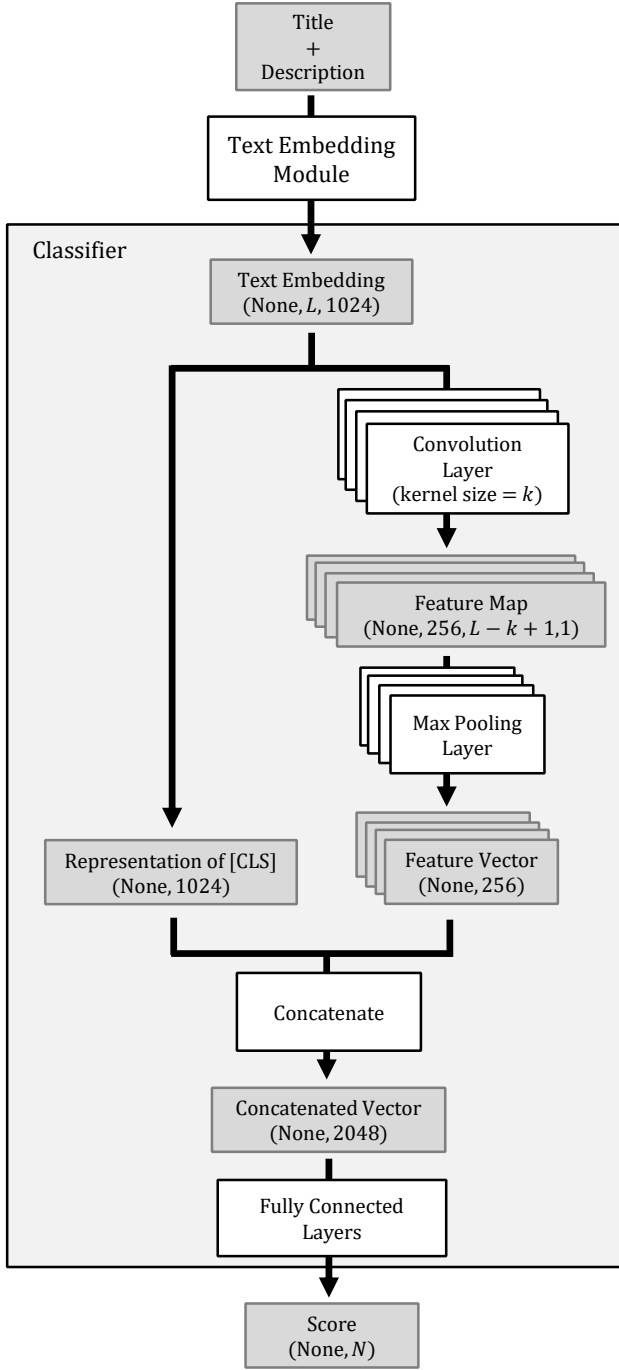 Title
+
Description
Text Embedding
Module
Classifier
Text Embedding
(None, L, 1024)
Convolution
Layer
(kernel size = k)
Feature Map
(None, 256, L − k + 1,1)
Max Pooling
Layer
Representation of [CLS]
(None, 1024)
Feature Vector
(None, 256)
Concatenate
Concatenated Vector
(None, 2048)
Fully Connected
Layers
Score
(None, N)